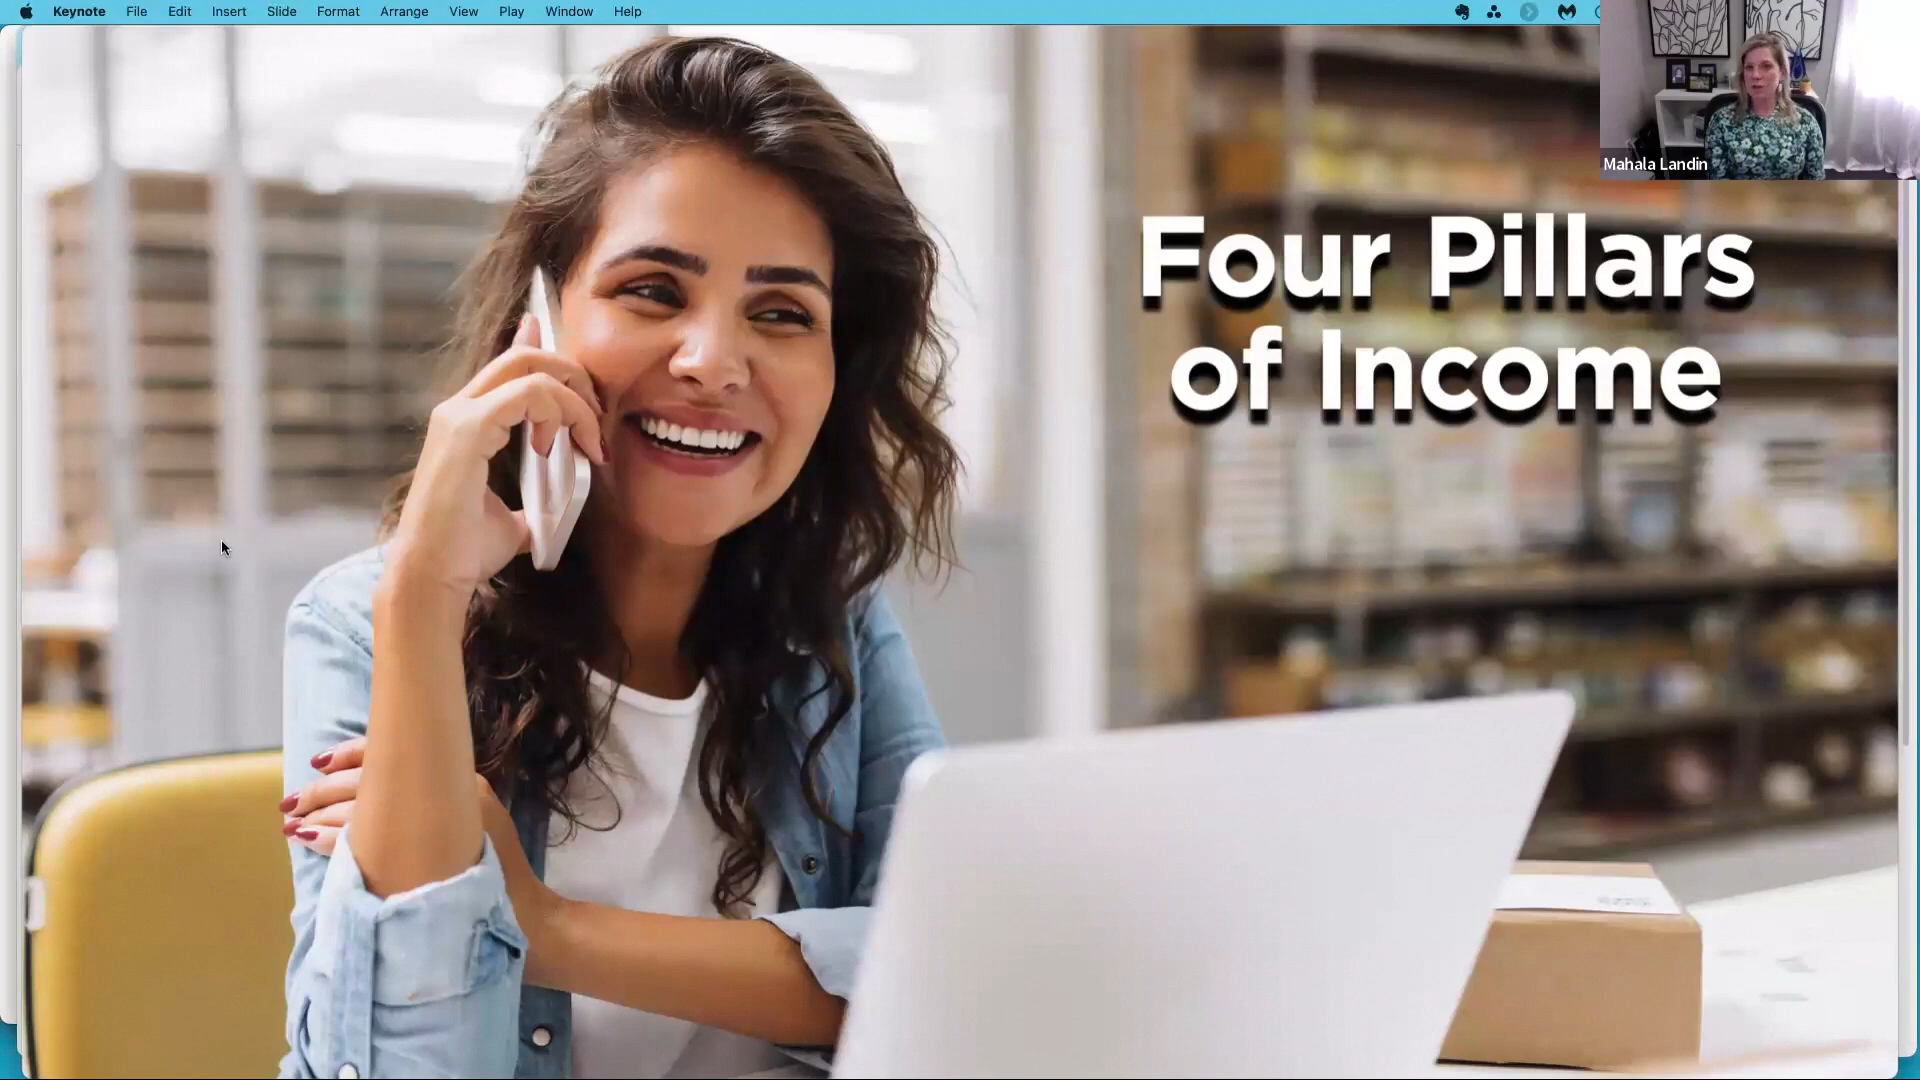 Keynote File Edit Insert Slide Format Arrange View Play Window Help
Mahala Landin
Four Pillars
of Income